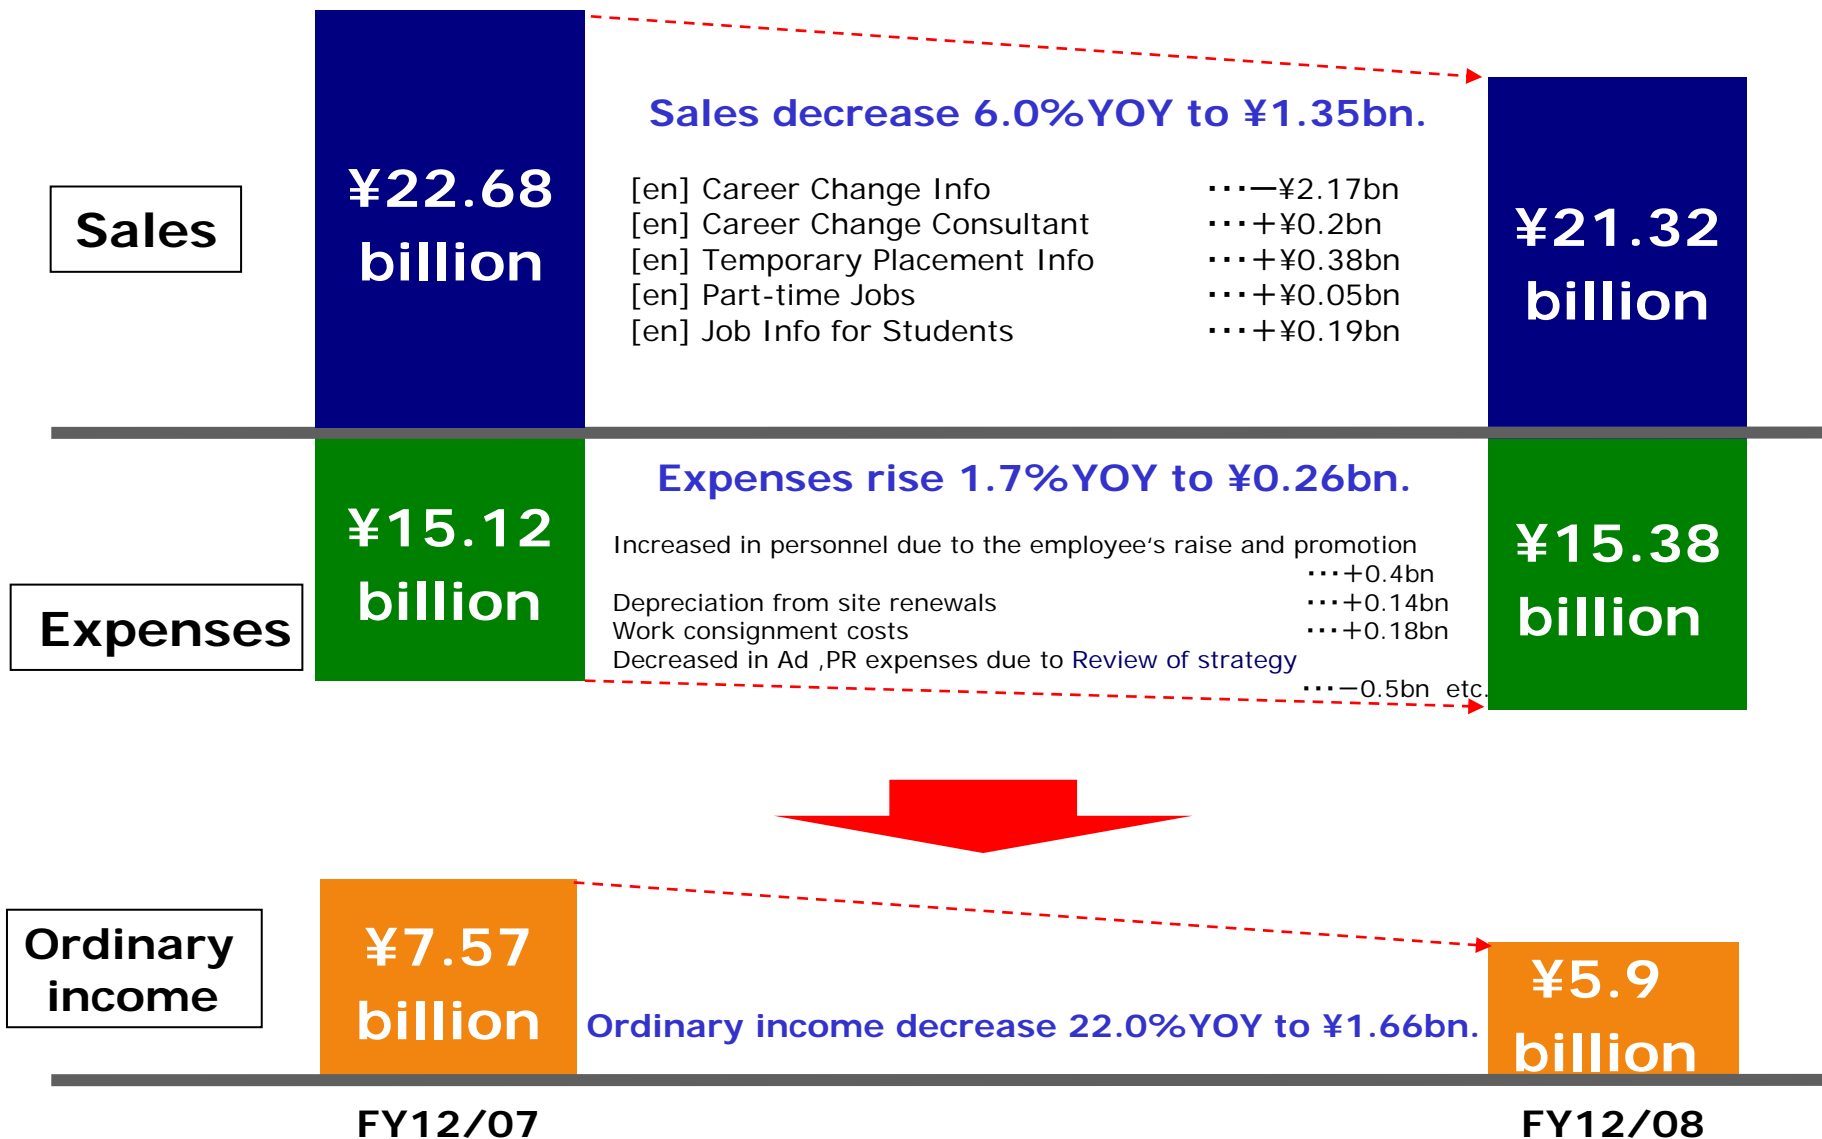 Sales decrease 6.0%YOY to ¥1.35bn.
Sales
¥22.68
billion
[en] Career Change Info ・・・－¥2.17bn
[en] Career Change Consultant ・・・＋¥0.2bn
[en] Temporary Placement Info ・・・＋¥0.38bn
[en] Part-time Jobs ・・・＋¥0.05bn
[en] Job Info for Students ・・・＋¥0.19bn
¥21.32
billion
Expenses rise 1.7%YOY to ¥0.26bn.
Expenses
¥15.12
billion
Increased in personnel due to the employee‘s raise and promotion
・・・＋0.4bn
Depreciation from site renewals ・・・＋0.14bn
Work consignment costs ・・・＋0.18bn
Decreased in Ad ,PR expenses due to Review of strategy
・・・－0.5bn etc.
¥15.38
billion
Ordinary
income
¥7.57
billion
Ordinary income decrease 22.0%YOY to ¥1.66bn.
¥5.9
billion
FY12/07 FY12/08